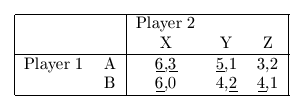 Player 2
X Y Z
Player 1 A 6,3 5,1 3,2
B 6,0 4,2 4,1